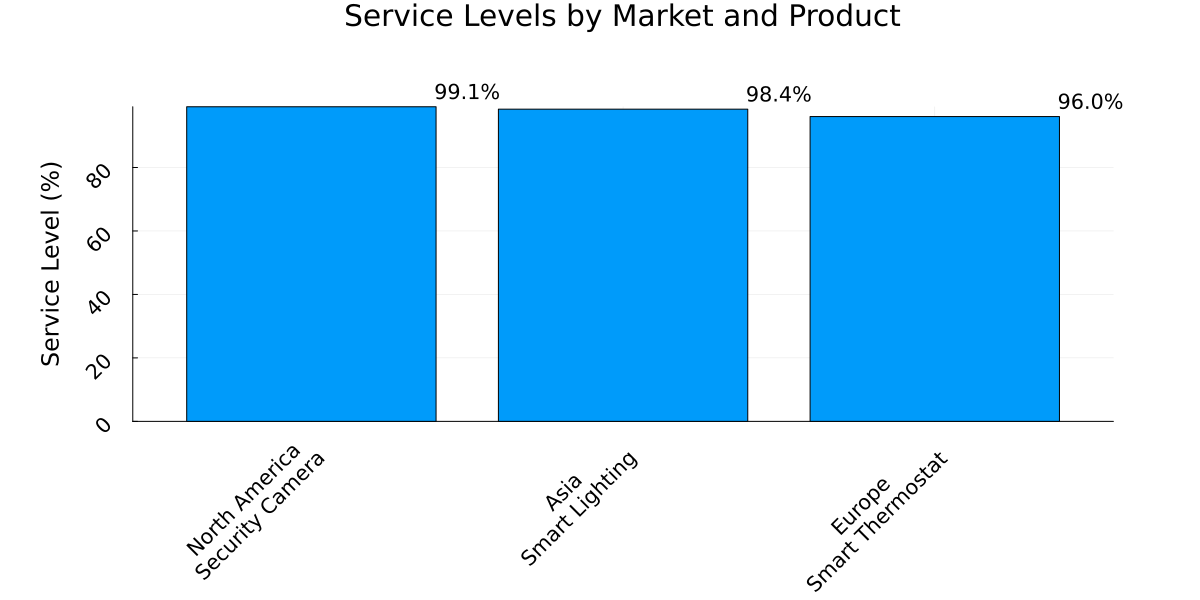 Service Levels by Market and Product
99.1%
98.4%
96.0%
Service Level (%)
80
60
40
20
0
North America
Security Camera
Asia
Smart Lighting
Europe
Smart Thermostat